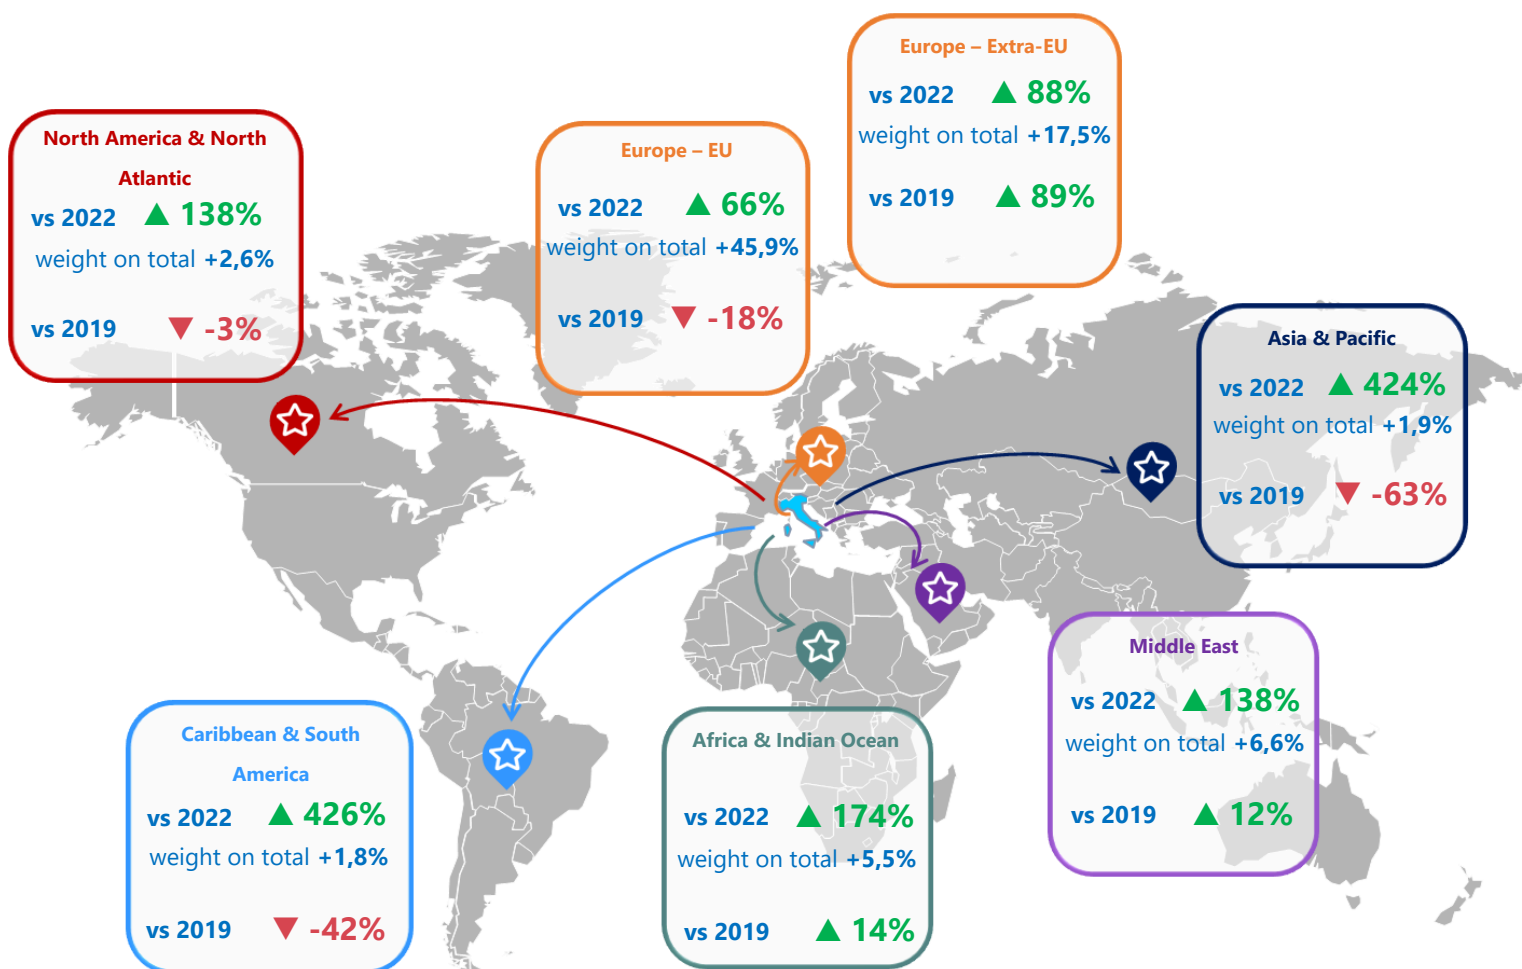 Europe – Extra-EU
vs 2022 ▲ 88%
weight on total +17,5%
vs 2019 ▲ 89%
North America & North
Atlantic
vs 2022 ▲ 138%
weight on total +2,6%
vs 2019 ▼ -3%
Europe – EU
vs 2022 ▲ 66%
weight on total +45,9%
vs 2019 ▼ -18%
Asia & Pacific
vs 2022 ▲ 424%
weight on total +1,9%
vs 2019 ▼ -63%
Middle East
vs 2022 ▲ 138%
weight on total +6,6%
vs 2019 ▲ 12%
Caribbean & South
America
vs 2022 ▲ 426%
weight on total +1,8%
vs 2019 ▼ -42%
Africa & Indian Ocean
vs 2022 ▲ 174%
weight on total +5,5%
vs 2019 ▲ 14%